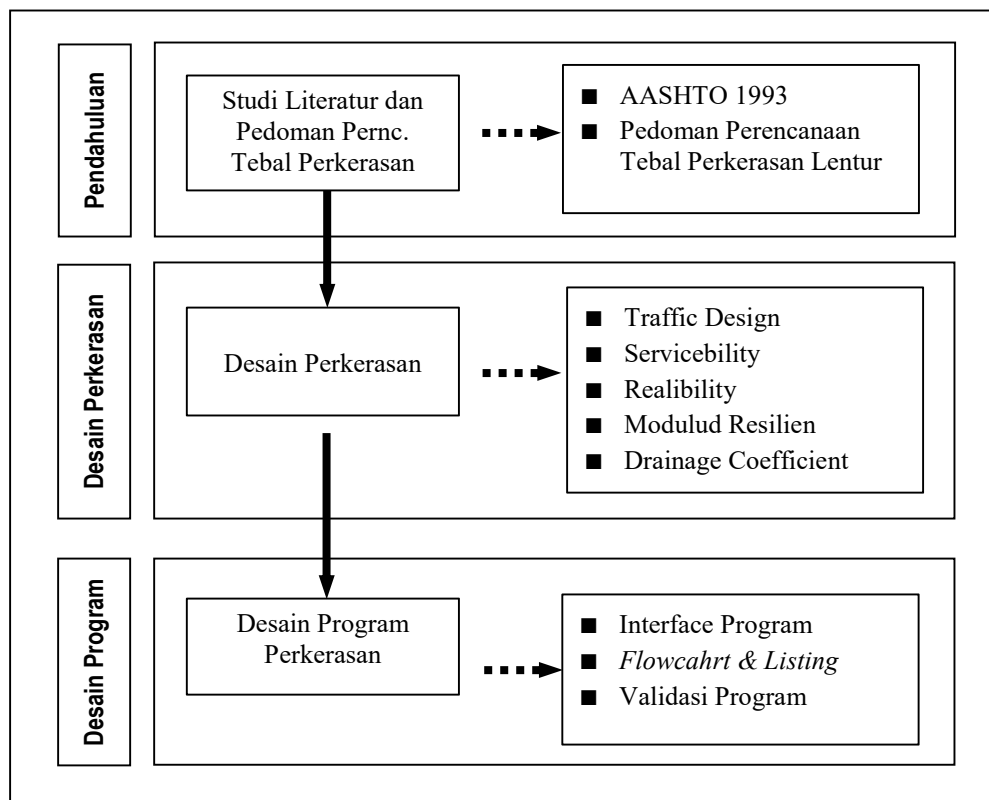 Pendahuluan
Studi Literatur dan
Pedoman Pernc.
Tebal Perkerasan
■ AASHTO 1993
■ Pedoman Perencanaan
Tebal Perkerasan Lentur
Desain Perkerasan
Desain Perkerasan
■ Traffic Design
■ Servicebility
■ Realibility
■ Modulud Resilien
■ Drainage Coefficient
Desain Program
Desain Program
Perkerasan
■ Interface Program
■ Flowcahrt & Listing
■ Validasi Program